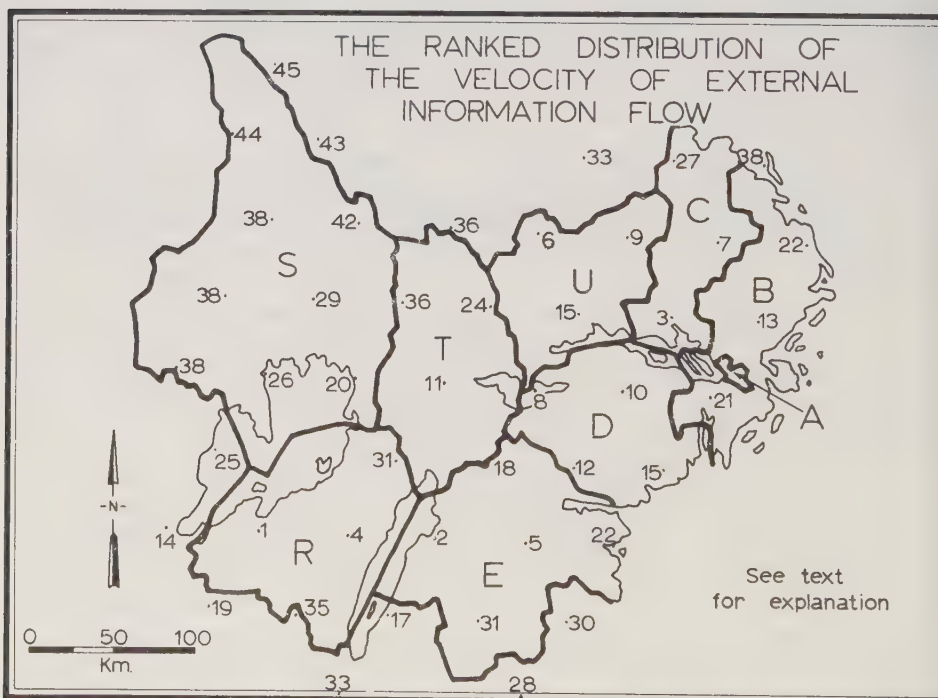 THE RANKED DISTRIBUTION OF
THE VELOCITY OF EXTERNAL
INFORMATION FLOW
45
44
43
33
27
38
38
42
36
6
9
C
7
22
S
U
B
38
29
36
24
15
3
13
T
38
26
20
11
8
10
21
A
D
25
31
18
12
15
-N-
14
1
4
2
5
22
R
E
See text
for explanation
19
35
17
31
30
0 50 100
Km.
33
28